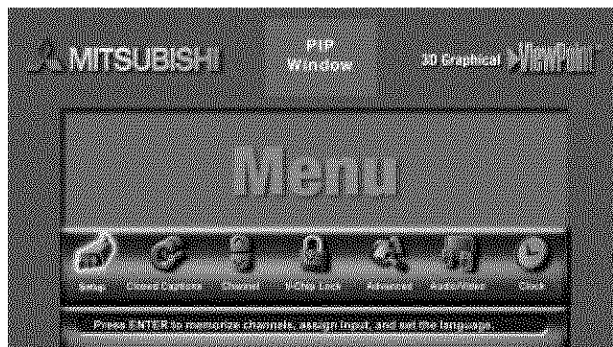 MITSUBISHI
PIP
Window
3D Graphical ViewPoint
Menu
Setup Closed Captions Channel V-Chip Lock Advanced Audio/Video Clock
Press ENTER to memorize channels, assign input, and set the language.